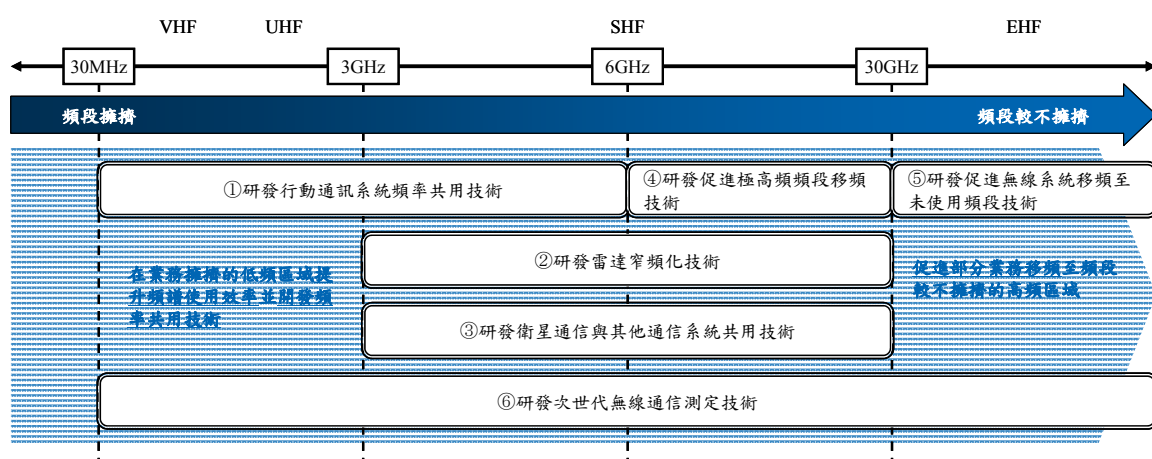 VHF UHF SHF EHF
30MHz 3GHz 6GHz 30GHz
頻段擁擠 頻段較不擁擠
①研發行動通訊系統頻率共用技術
④研發促進極高頻頻段移頻
技術
⑤研發促進無線系統移頻至
未使用頻段技術
②研發雷達窄頻化技術
在業務擁擠的低頻區域提
升頻譜使用效率並開發頻
率共用技術
促進部分業務移頻至頻段
較不擁擠的高頻區域
③研發衛星通信與其他通信系統共用技術
⑥研發次世代無線通信測定技術